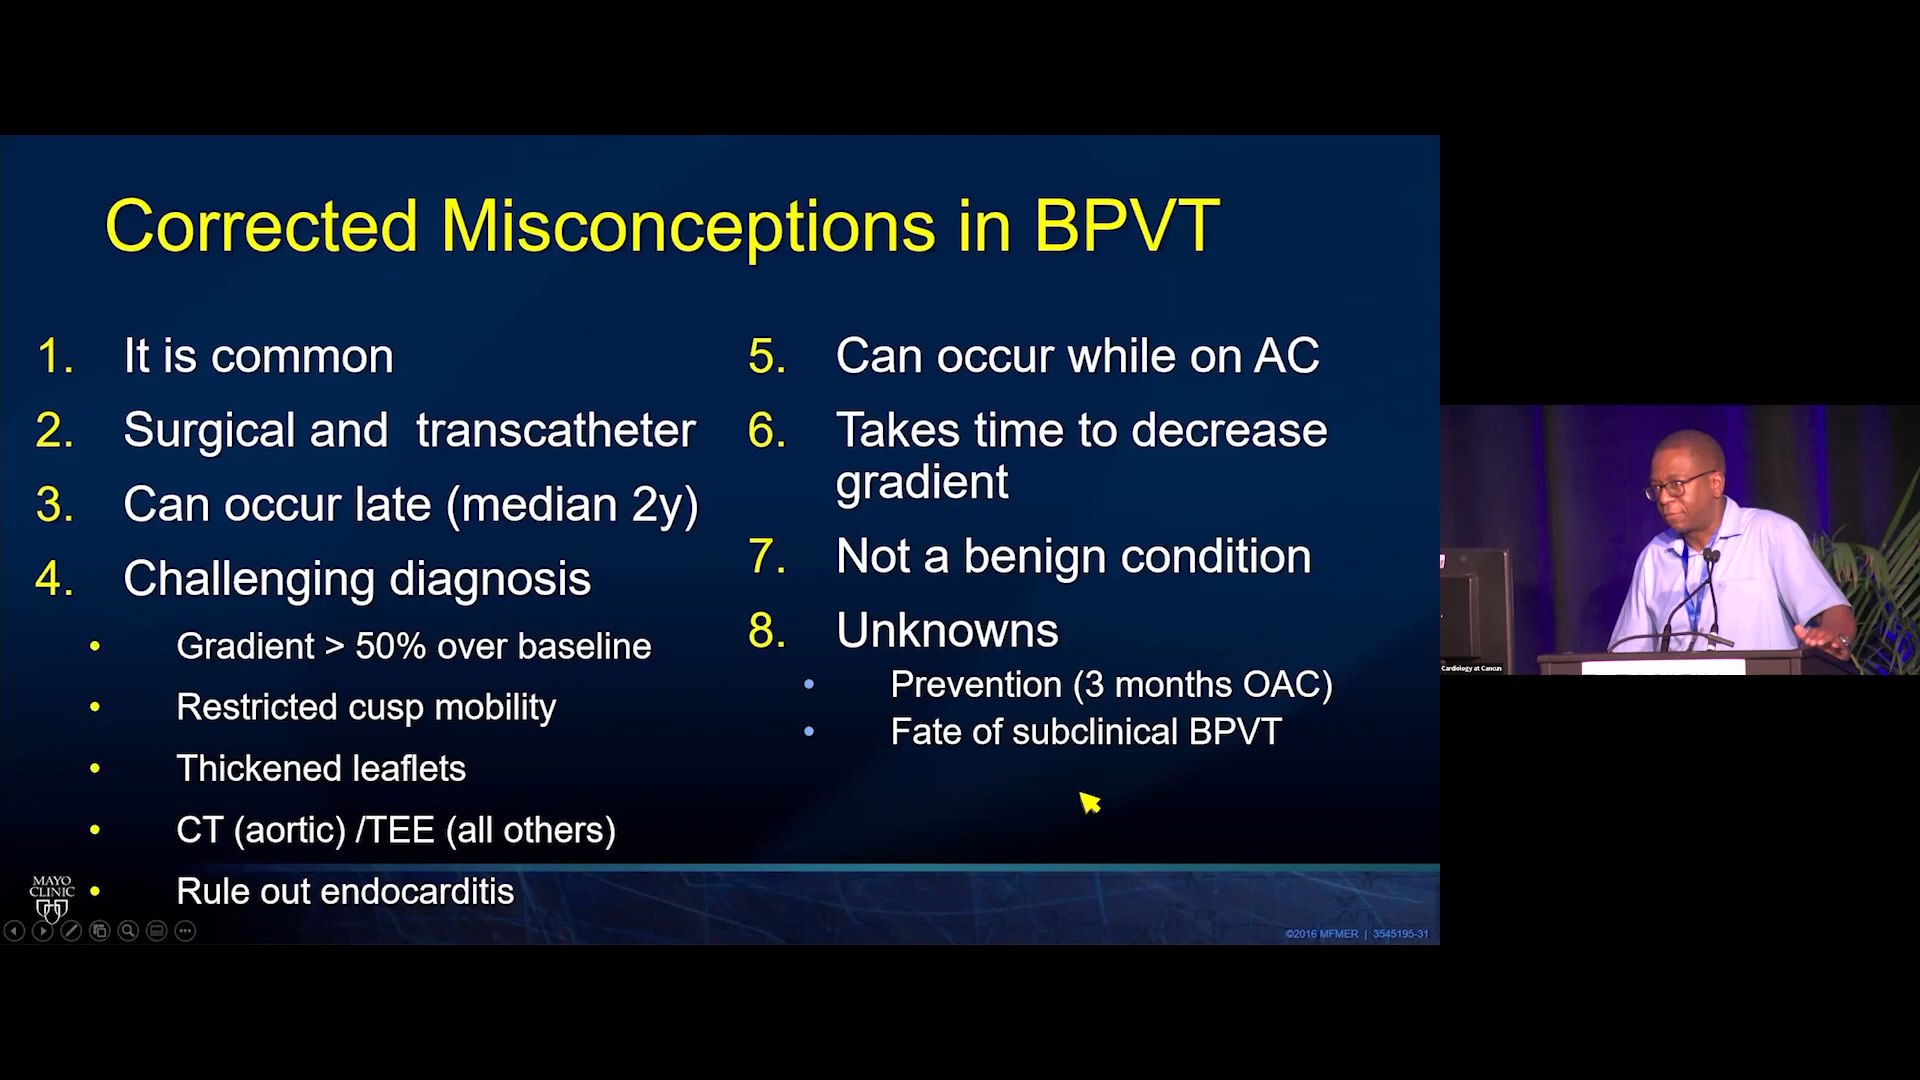 Corrected Misconceptions in BPVT
1. It is common
2. Surgical and transcatheter
3. Can occur late (median 2y)
4. Challenging diagnosis
• Gradient > 50% over baseline
• Restricted cusp mobility
• Thickened leaflets
• CT (aortic) /TEE (all others)
• Rule out endocarditis
5. Can occur while on AC
6. Takes time to decrease
gradient
7. Not a benign condition
8. Unknowns
• Prevention (3 months OAC)
• Fate of subclinical BPVT
MAYO
CLINIC
©2016 MFMER | 3545195-31
Cardiology at Cancun